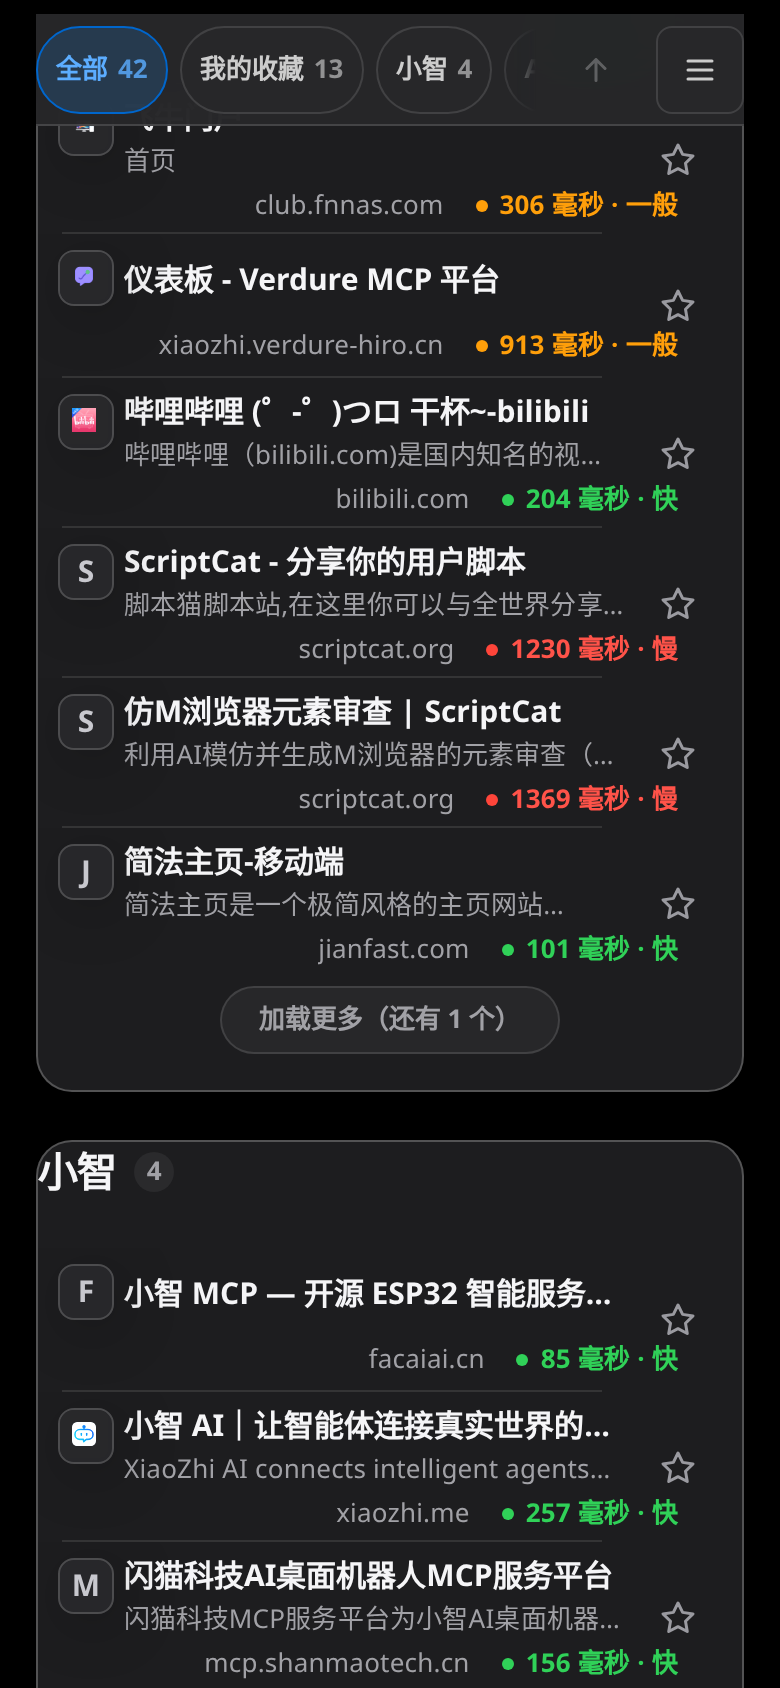 全部 42
我的收藏 13
小智 4
首页
club.fnnas.com
306 毫秒 · 一般
仪表板 - Verdure MCP 平台
xiaozhi.verdure-hiro.cn
913 毫秒 · 一般
哔哩哔哩 (゜-゜)つロ 干杯~-bilibili
哔哩哔哩（bilibili.com)是国内知名的视...
bilibili.com
204 毫秒 · 快
S
ScriptCat - 分享你的用户脚本
脚本猫脚本站,在这里你可以与全世界分享...
scriptcat.org
1230 毫秒 · 慢
S
仿M浏览器元素审查 | ScriptCat
利用AI模仿并生成M浏览器的元素审查（...
scriptcat.org
1369 毫秒 · 慢
J
简法主页-移动端
简法主页是一个极简风格的主页网站...
jianfast.com
101 毫秒 · 快
加载更多（还有 1 个）
小智 4
F
小智 MCP — 开源 ESP32 智能服务...
facaiai.cn
85 毫秒 · 快
小智 AI｜让智能体连接真实世界的...
XiaoZhi AI connects intelligent agents...
xiaozhi.me
257 毫秒 · 快
M
闪猫科技AI桌面机器人MCP服务平台
闪猫科技MCP服务平台为小智AI桌面机器...
mcp.shanmaotech.cn
156 毫秒 · 快